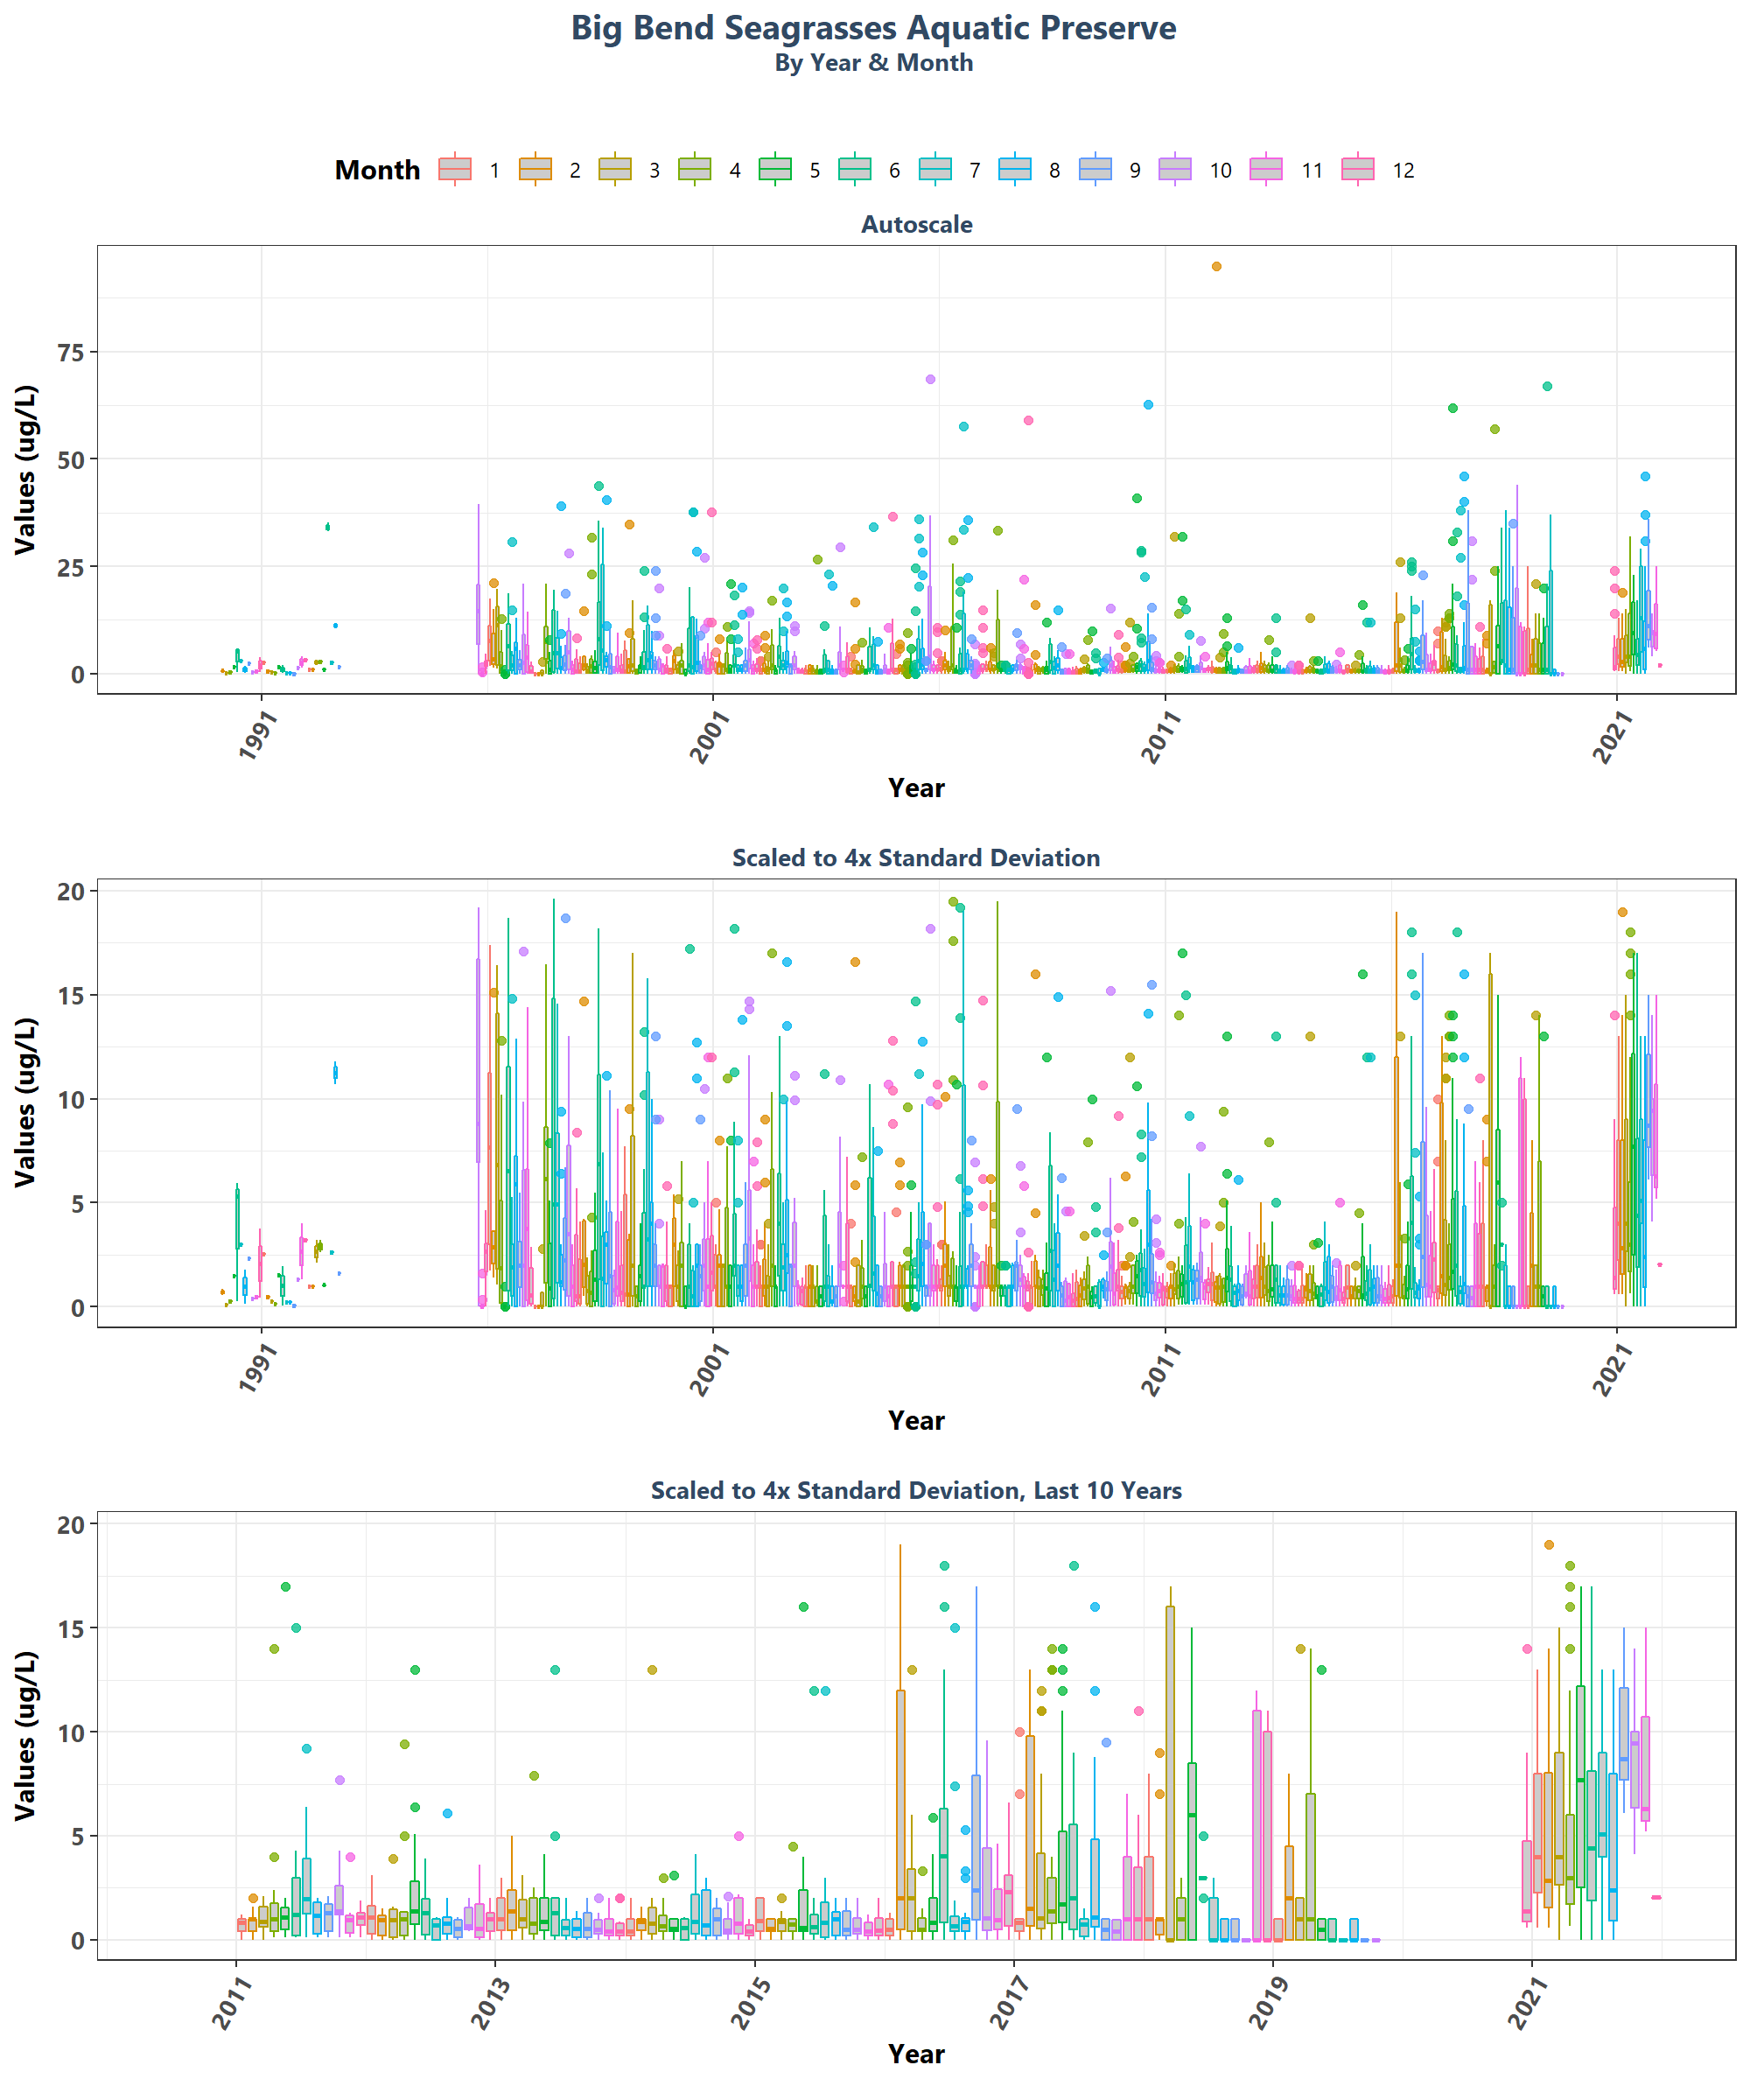 Big Bend Seagrasses Aquatic Preserve
By Year & Month
Month 1 2 3 4 5 6 7 8 9 10 11 12
Autoscale
Values (ug/L)
75
50
25
0
1991 2001 2011 2021
Year
Scaled to 4x Standard Deviation
Values (ug/L)
20
15
10
5
0
1991 2001 2011 2021
Year
Scaled to 4x Standard Deviation, Last 10 Years
Values (ug/L)
20
15
10
5
0
2011 2013 2015 2017 2019 2021
Year